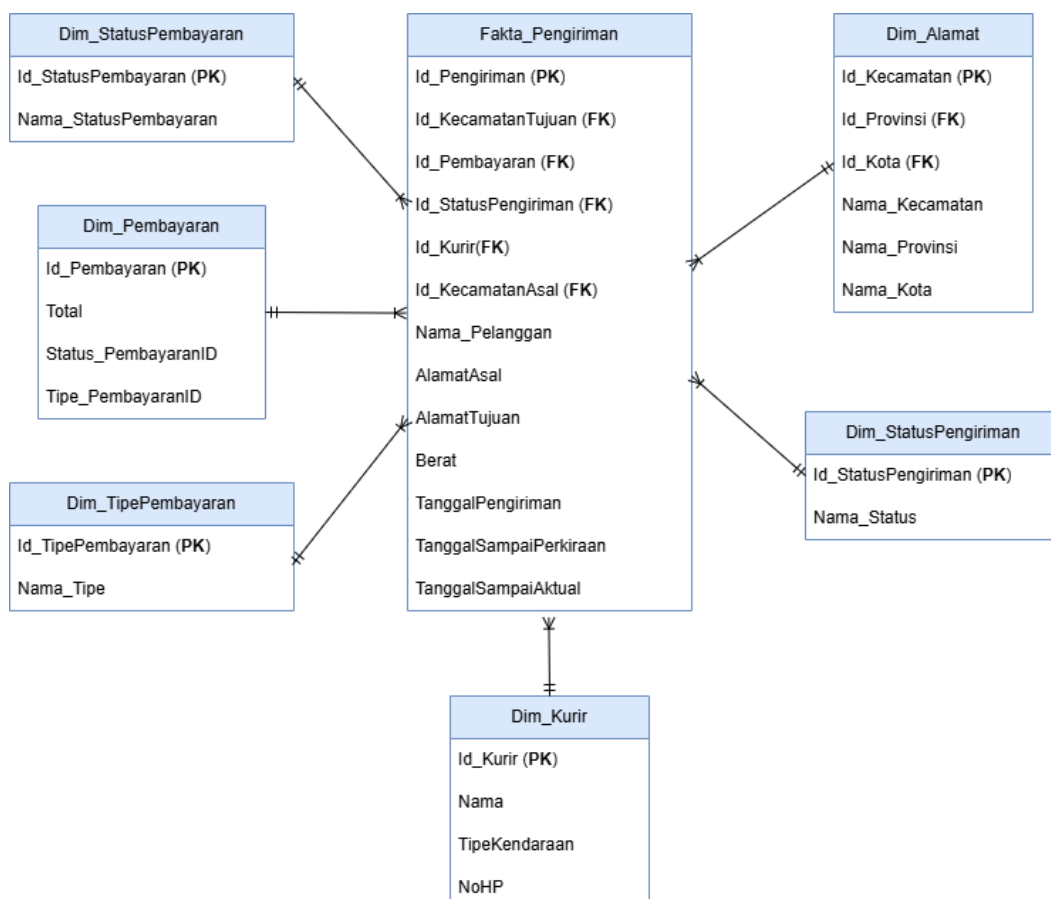 Dim_StatusPembayaran
Id_StatusPembayaran (PK)
Nama_StatusPembayaran
Dim_Pembayaran
Id_Pembayaran (PK)
Total
Status_PembayaranID
Tipe_PembayaranID
Dim_TipePembayaran
Id_TipePembayaran (PK)
Nama_Tipe
Fakta_Pengiriman
Id_Pengiriman (PK)
Id_KecamatanTujuan (FK)
Id_Pembayaran (FK)
Id_StatusPengiriman (FK)
Id_Kurir(FK)
Id_KecamatanAsal (FK)
Nama_Pelanggan
AlamatAsal
AlamatTujuan
Berat
TanggalPengiriman
TanggalSampaiPerkiraan
TanggalSampaiAktual
Dim_Alamat
Id_Kecamatan (PK)
Id_Provinsi (FK)
Id_Kota (FK)
Nama_Kecamatan
Nama_Provinsi
Nama_Kota
Dim_StatusPengiriman
Id_StatusPengiriman (PK)
Nama_Status
Dim_Kurir
Id_Kurir (PK)
Nama
TipeKendaraan
NoHP